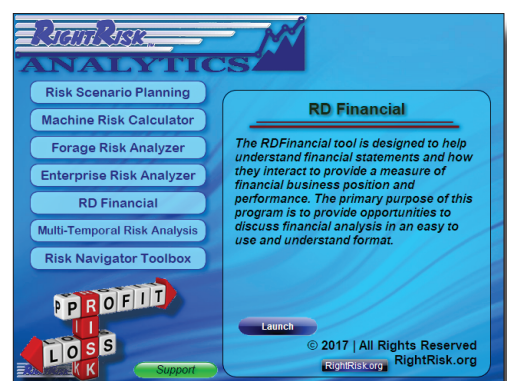 RightRisk™
ANALYTICS
Risk Scenario Planning
Machine Risk Calculator
Forage Risk Analyzer
Enterprise Risk Analyzer
RD Financial
Multi-Temporal Risk Analysis
Risk Navigator Toolbox
RD Financial
The RDFinancial tool is designed to help
understand financial statements and how
they interact to provide a measure of
financial business position and
performance. The primary purpose of this
program is to provide opportunities to
discuss financial analysis in an easy to
use and understand format.
PROFIT
RISK
LOSS
Launch
© 2017 | All Rights Reserved
RightRisk.org
RightRisk.org
Support